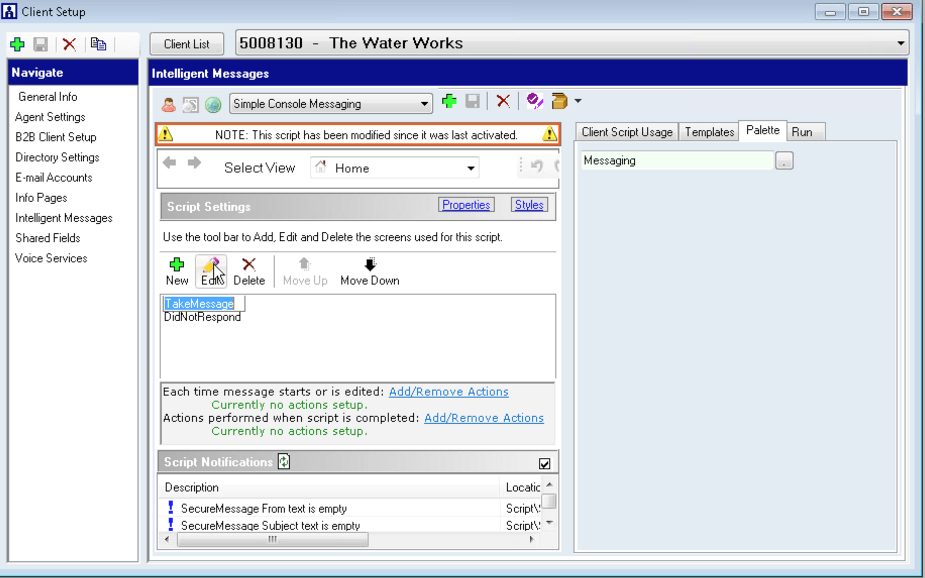 Client Setup
Client List
5008130 - The Water Works
Navigate
General Info
Agent Settings
B2B Client Setup
Directory Settings
E-mail Accounts
Info Pages
Intelligent Messages
Shared Fields
Voice Services
Intelligent Messages
Simple Console Messaging
NOTE: This script has been modified since it was last activated.
Select View Home
Script Settings Properties Styles
Use the tool bar to Add, Edit and Delete the screens used for this script.
New Edit Delete Move Up Move Down
TakeMessage
DidNotRespond
Each time message starts or is edited: Add/Remove Actions
Currently no actions setup.
Actions performed when script is completed: Add/Remove Actions
Currently no actions setup.
Script Notifications
Description Locatic
SecureMessage From text is empty Script\
SecureMessage Subject text is empty Script\
Client Script Usage Templates Palette Run
Messaging ...